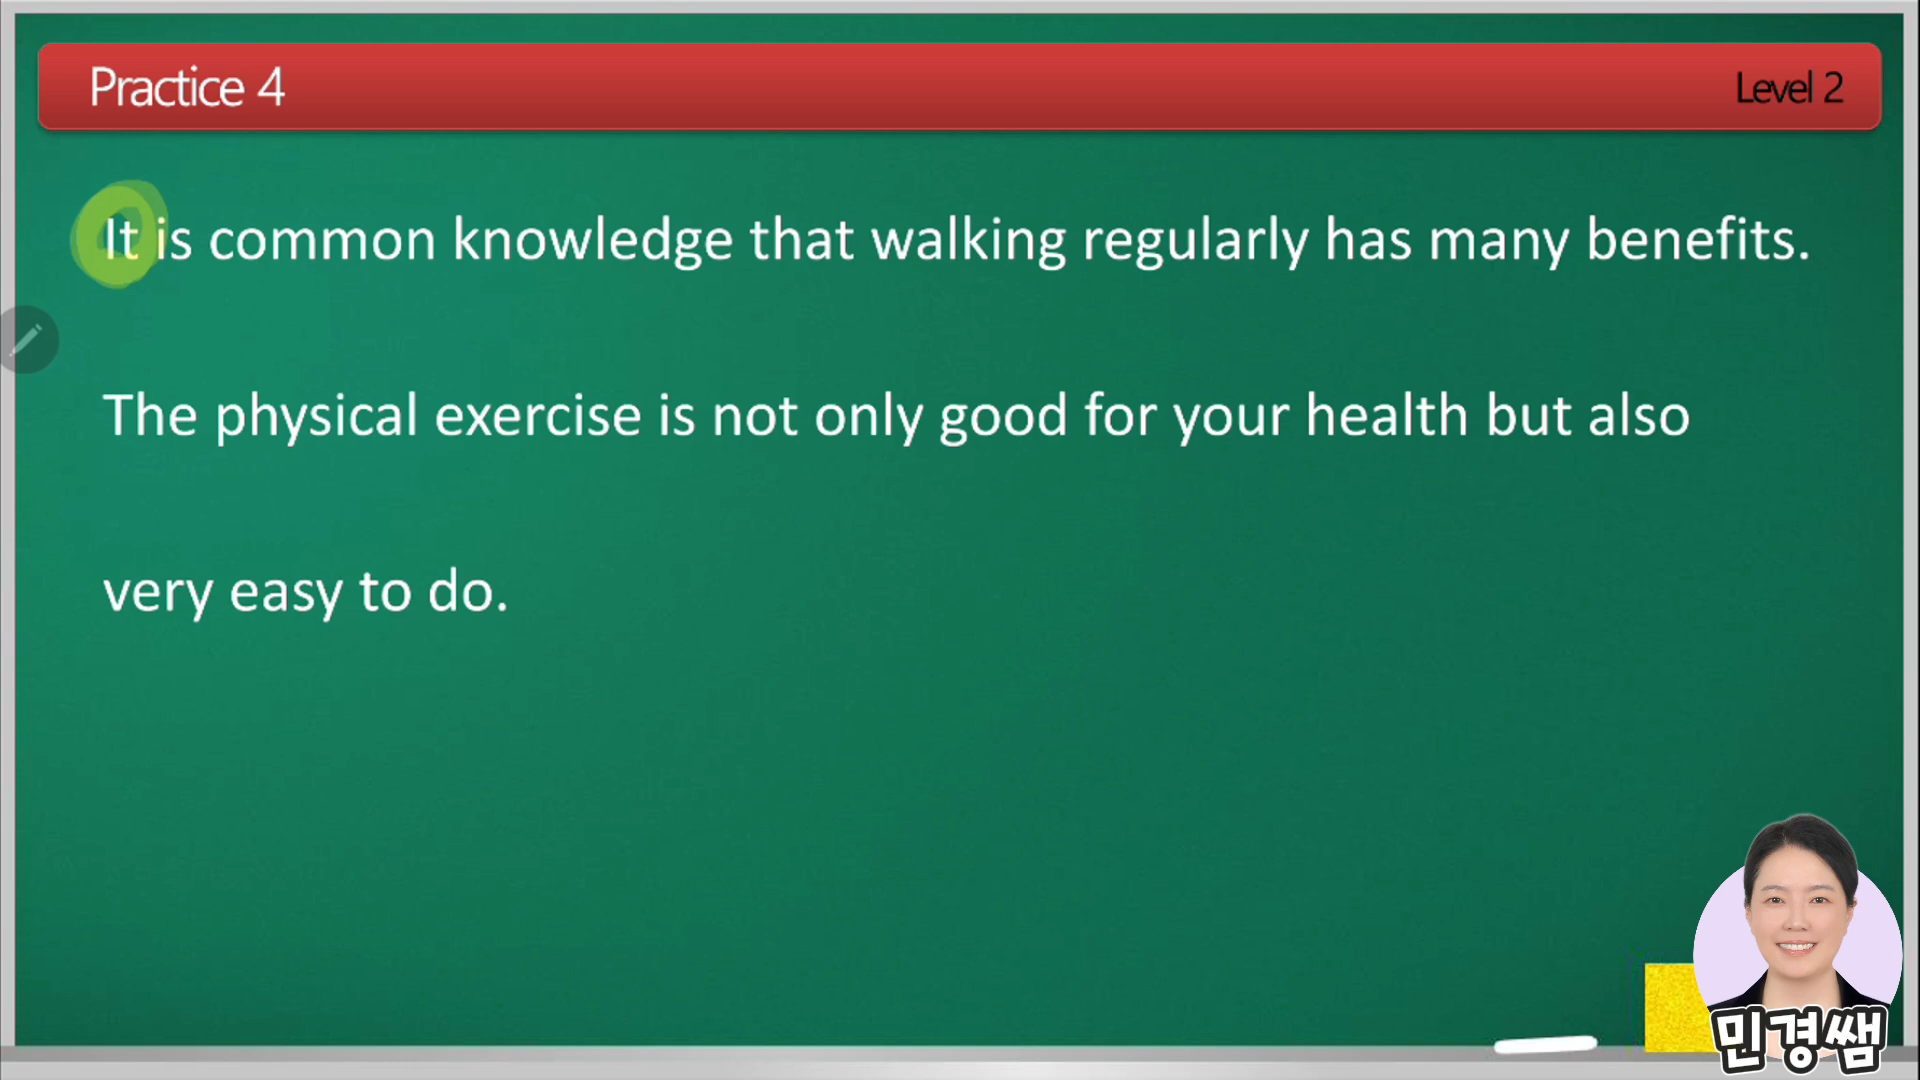 Practice 4
Level 2
It is common knowledge that walking regularly has many benefits.
The physical exercise is not only good for your health but also
very easy to do.
민경쌤